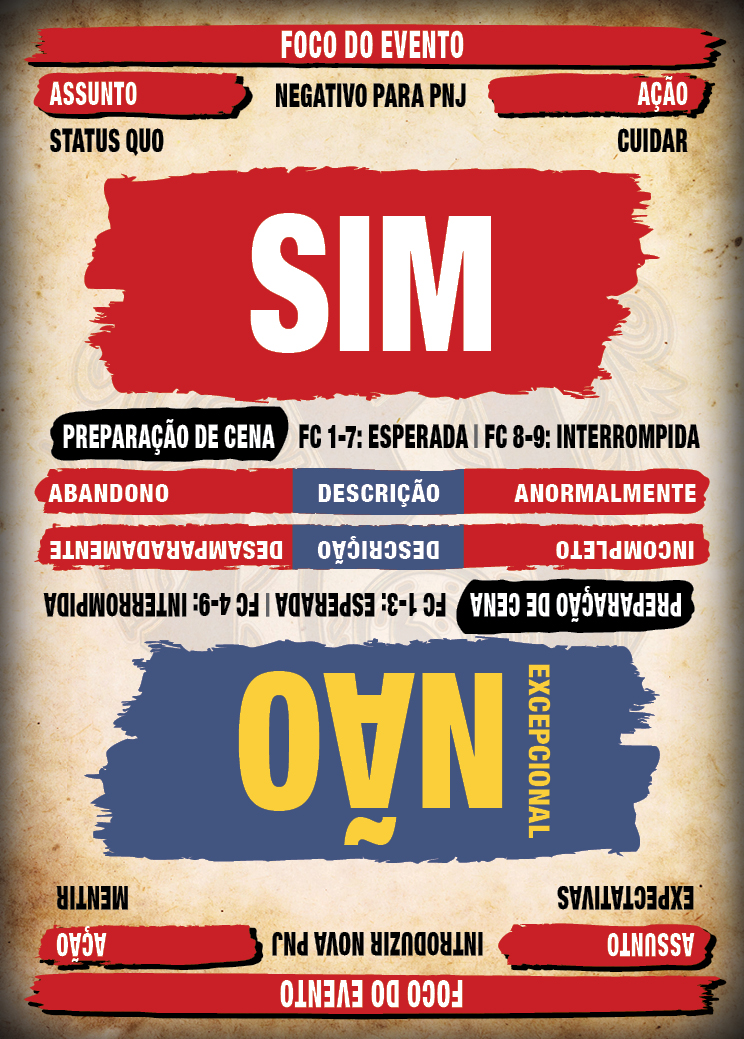 FOCO DO EVENTO
ASSUNTO NEGATIVO PARA PNJ AÇÃO
STATUS QUO CUIDAR
SIM
PREPARAÇÃO DE CENA FC 1-7: ESPERADA | FC 8-9: INTERROMPIDA
ABANDONO DESCRIÇÃO ANORMALMENTE
INCOMPLETO DESCRIÇÃO DESAMPARADAMENTE
PREPARAÇÃO DE CENA FC 1-3: ESPERADA | FC 4-9: INTERROMPIDA
EXCEPCIONAL
NÃO
EXPECTATIVAS MENTIR
ASSUNTO INTRODUZIR NOVA PNJ AÇÃO
FOCO DO EVENTO